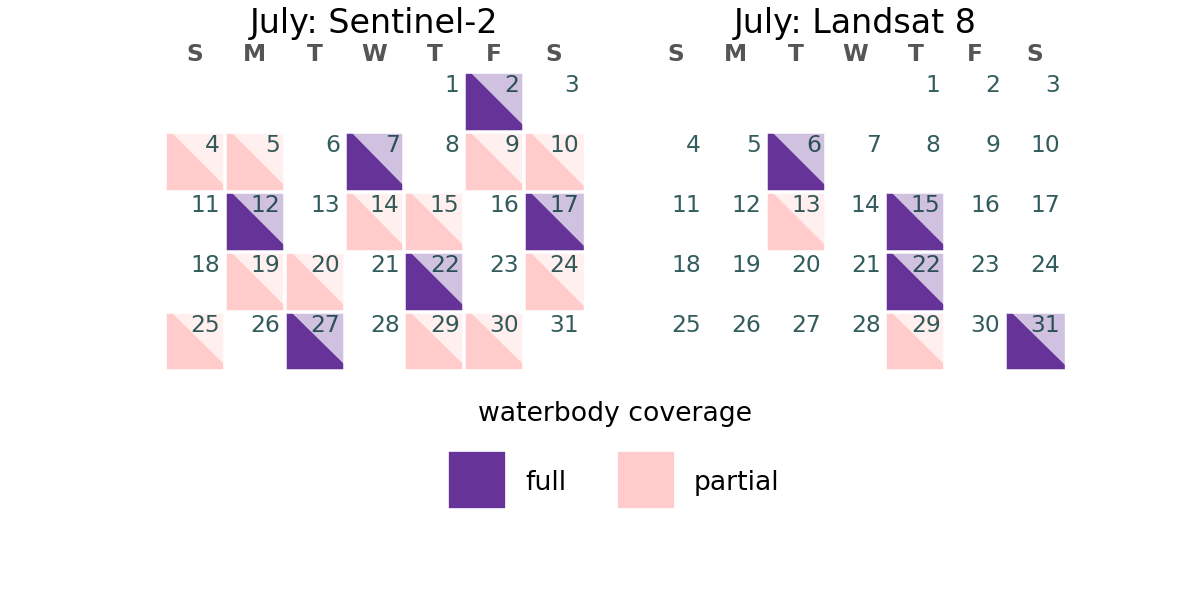 July: Sentinel-2
S M T W T F S
1 2 3
4 5 6 7 8 9 10
11 12 13 14 15 16 17
18 19 20 21 22 23 24
25 26 27 28 29 30 31
July: Landsat 8
S M T W T F S
1 2 3
4 5 6 7 8 9 10
11 12 13 14 15 16 17
18 19 20 21 22 23 24
25 26 27 28 29 30 31
waterbody coverage
full partial